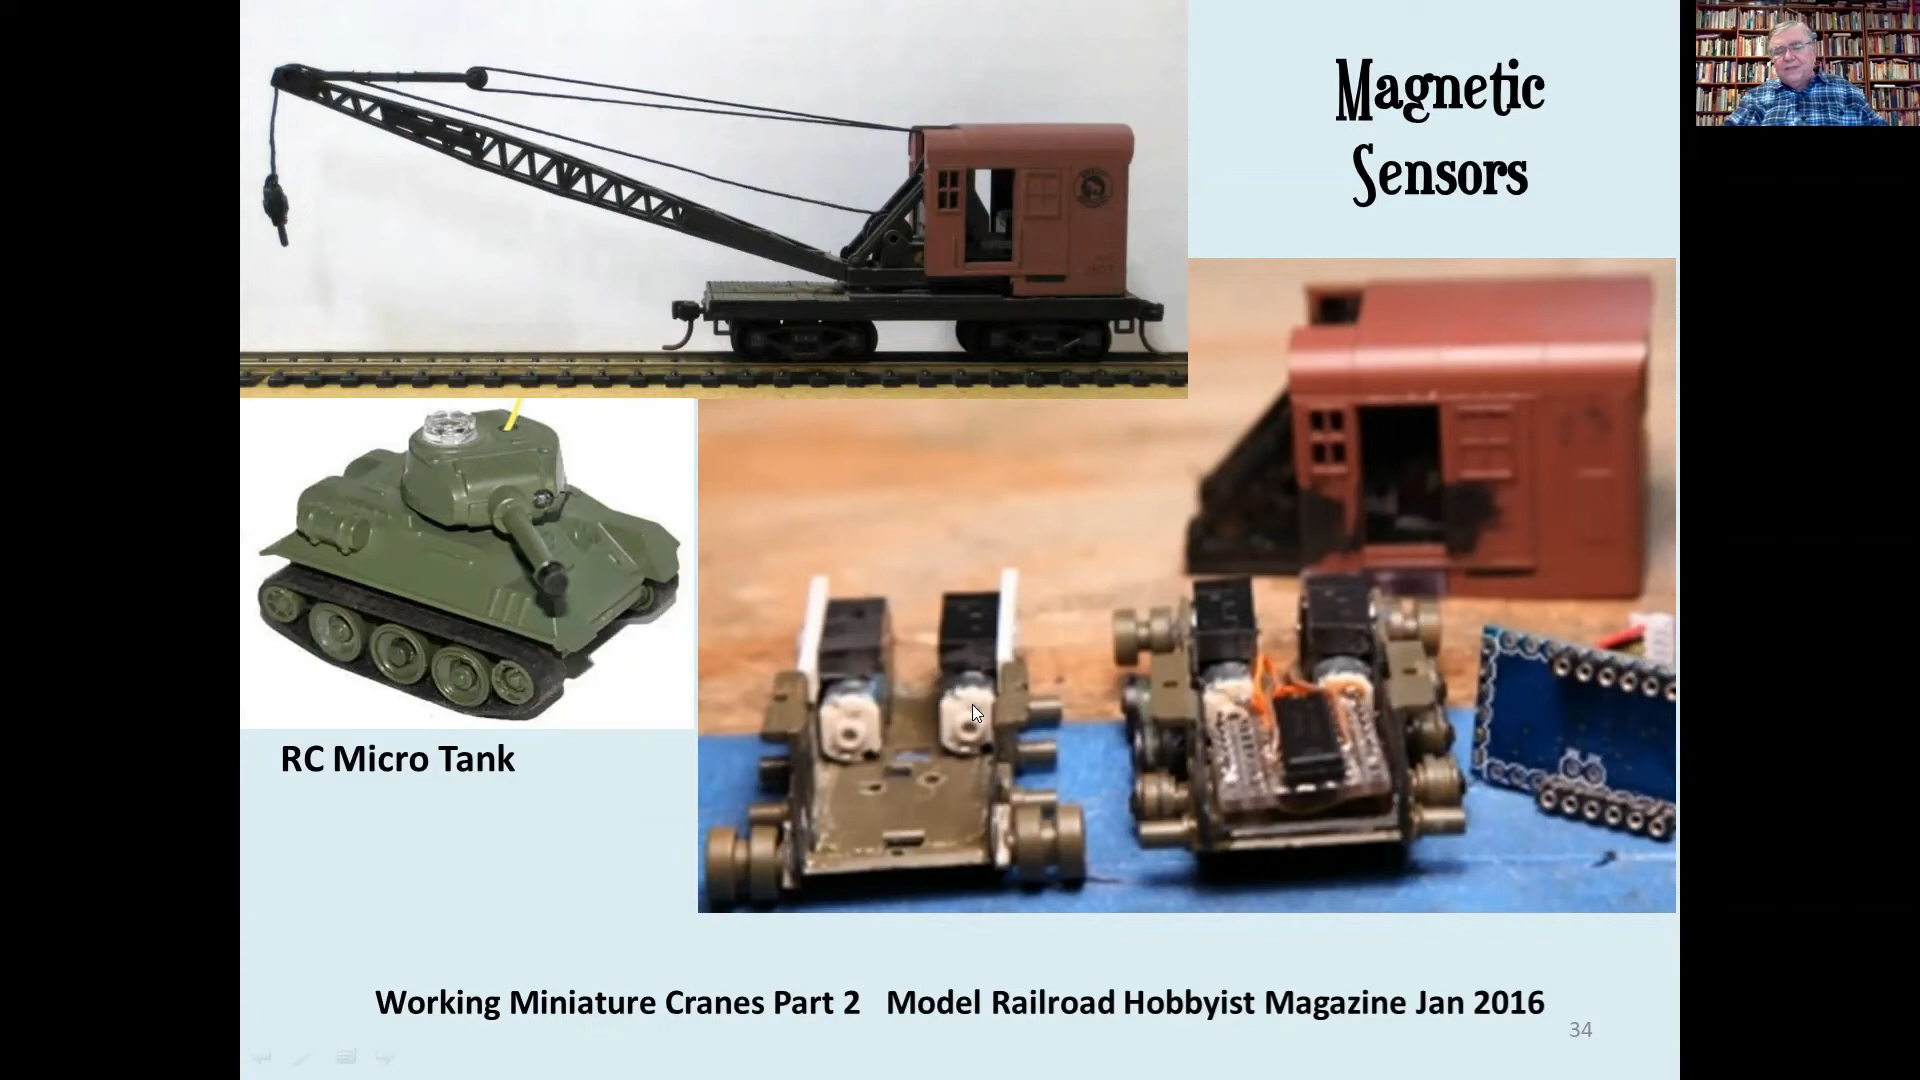 Magnetic
Sensors
RC Micro Tank
Working Miniature Cranes Part 2   Model Railroad Hobbyist Magazine Jan 2016
34